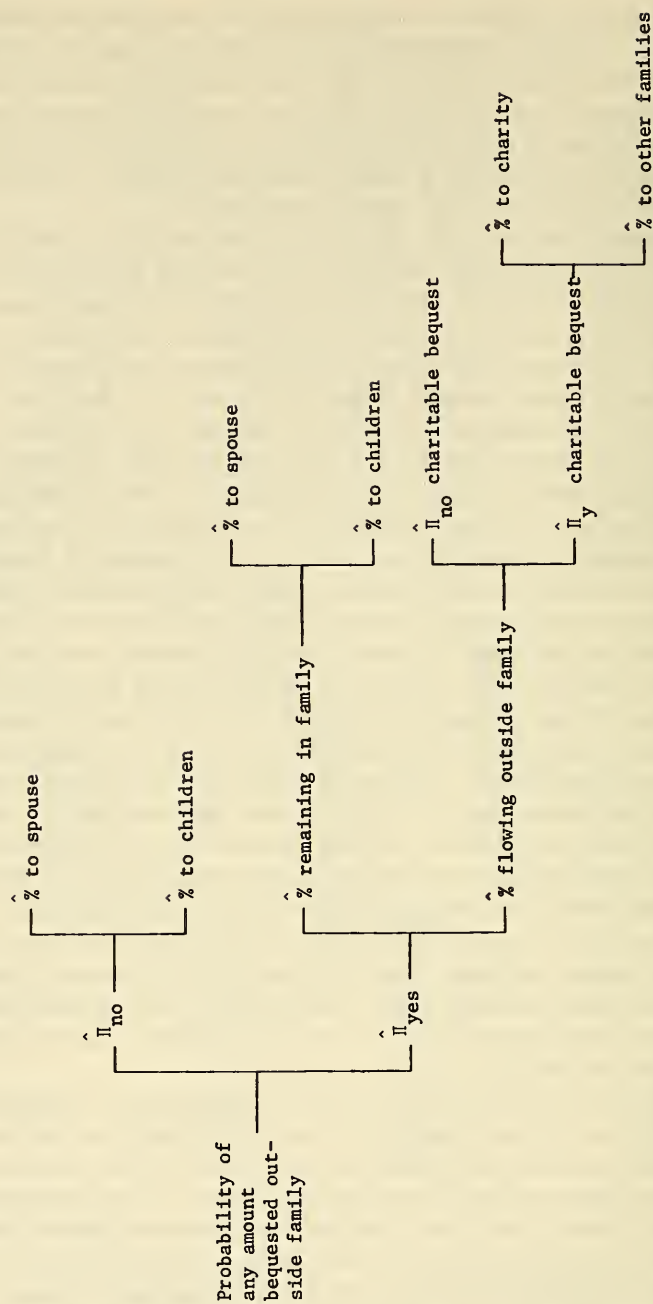 Probability of
any amount
bequested out-
side family
Π̂no
% ̂ to spouse
% ̂ to children
Π̂yes
% ̂ remaining in family
% ̂ to spouse
% ̂ to children
% ̂ flowing outside family
Π̂no charitable bequest
Π̂y charitable bequest
% ̂ to charity
% ̂ to other families